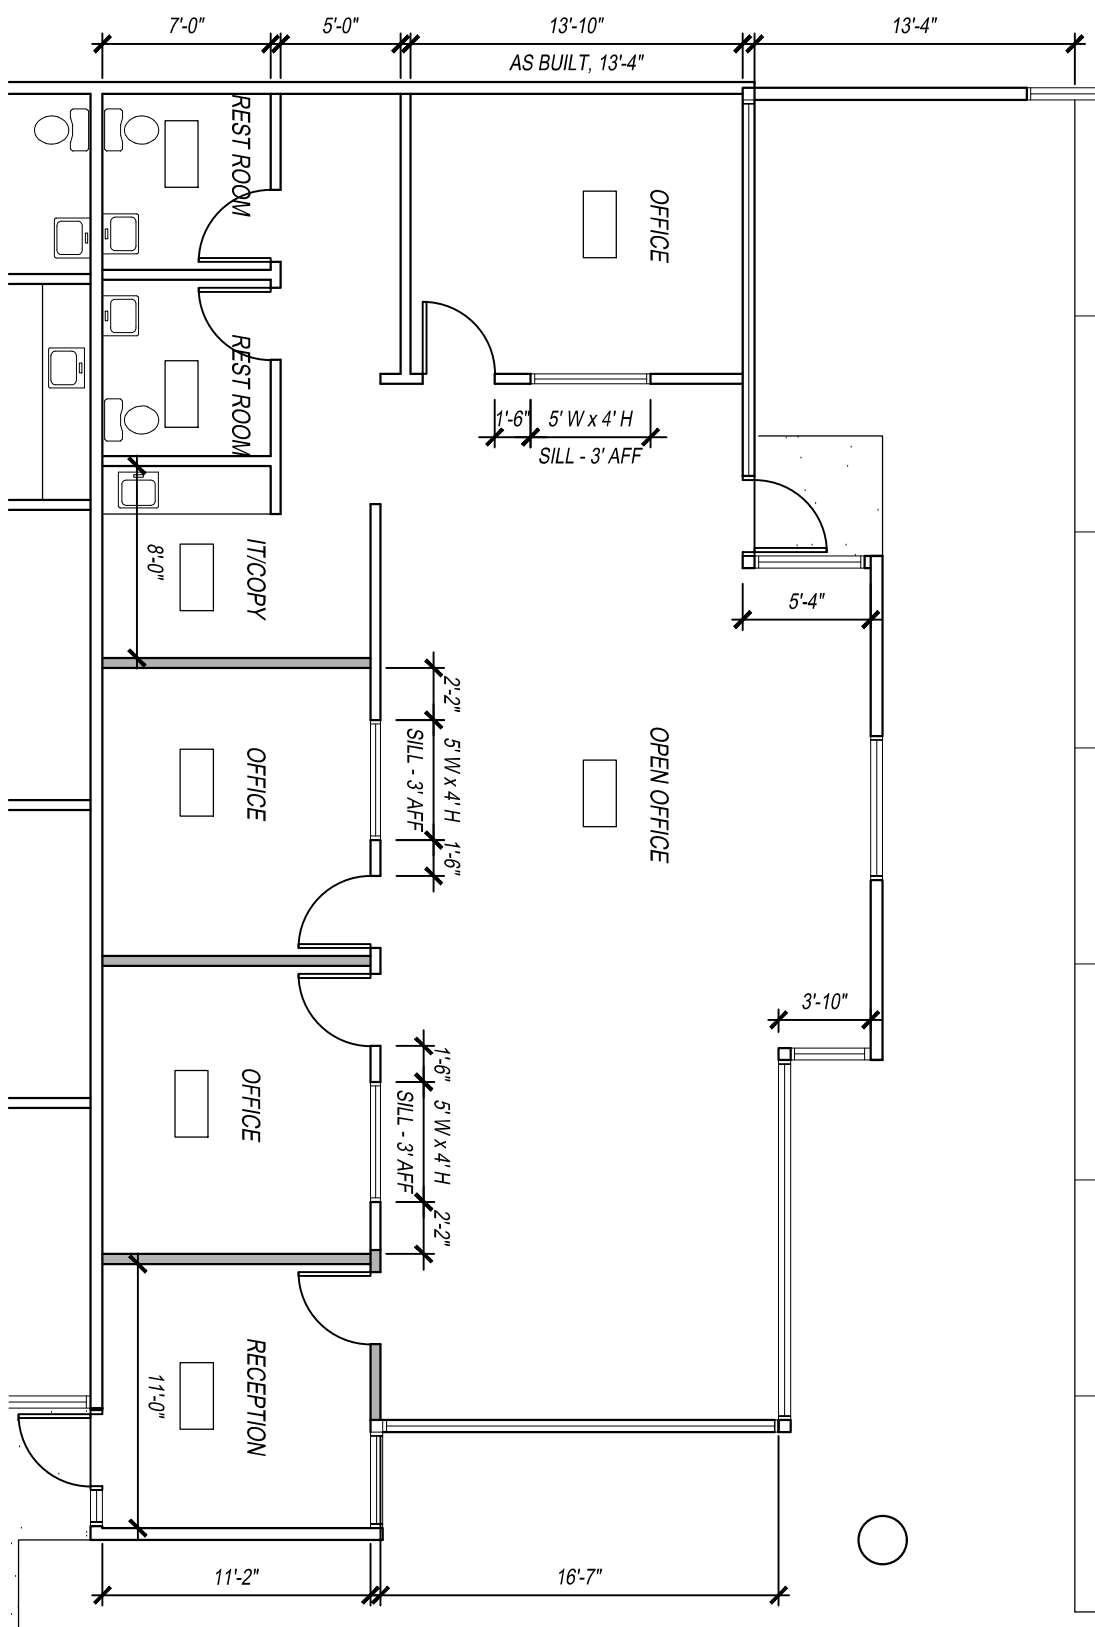 7'-0"
5'-0"
13'-10"
13'-4"
AS BUILT, 13'-4"
REST ROOM
OFFICE
REST ROOM
1'-6"
5' W x 4' H
SILL - 3' AFF
IT/COPY
8'-0"
5'-4"
2'-2"
5' W x 4' H
SILL - 3' AFF
1'-6"
OFFICE
OPEN OFFICE
3'-10"
OFFICE
1'-6"
5' W x 4' H
SILL - 3' AFF
2'-2"
RECEPTION
11'-0"
11'-2"
16'-7"